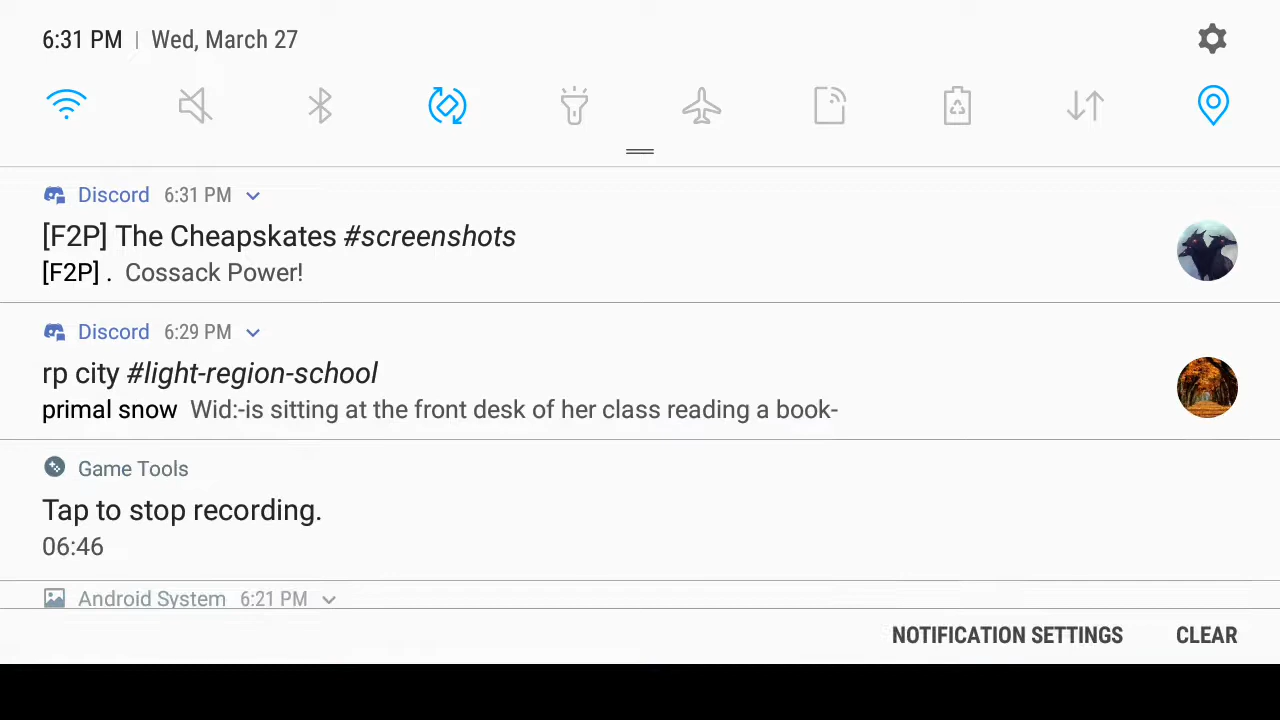 6:31 PM | Wed, March 27
Discord 6:31 PM
[F2P] The Cheapskates #screenshots
[F2P] . Cossack Power!
Discord 6:29 PM
rp city #light-region-school
primal snow Wid:-is sitting at the front desk of her class reading a book-
Game Tools
Tap to stop recording.
06:46
Android System 6:21 PM
NOTIFICATION SETTINGS CLEAR